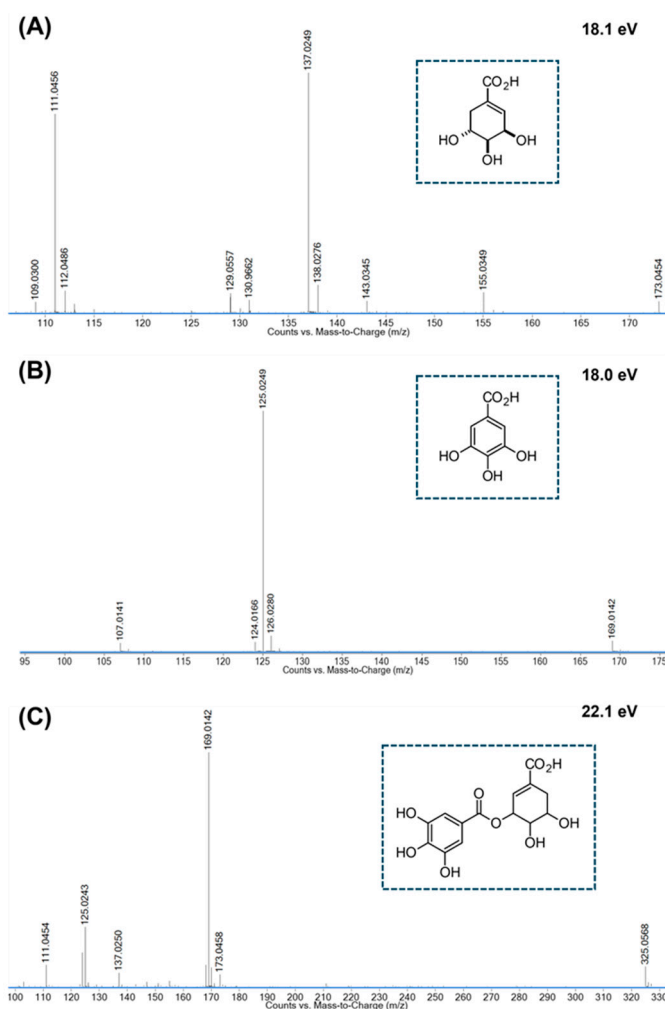 (A)
18.1 eV
137.0249
111.0456
CO₂H
HO
OH
OH
109.0300
112.0486
129.0557
130.9662
138.0276
143.0345
155.0349
173.0454
110 115 120 125 130 135 140 145 150 155 160 165 170
Counts vs. Mass-to-Charge (m/z)
(B)
18.0 eV
125.0249
CO₂H
HO
OH
OH
107.0141
124.0166
126.0280
169.0142
95 100 105 110 115 120 125 130 135 140 145 150 155 160 165 170 175
Counts vs. Mass-to-Charge (m/z)
(C)
22.1 eV
169.0142
CO₂H
O
HO
O
OH
HO
OH
OH
111.0454
125.0243
137.0250
173.0458
325.0568
100 110 120 130 140 150 160 170 180 190 200 210 220 230 240 250 260 270 280 290 300 310 320 330
Counts vs. Mass-to-Charge (m/z)